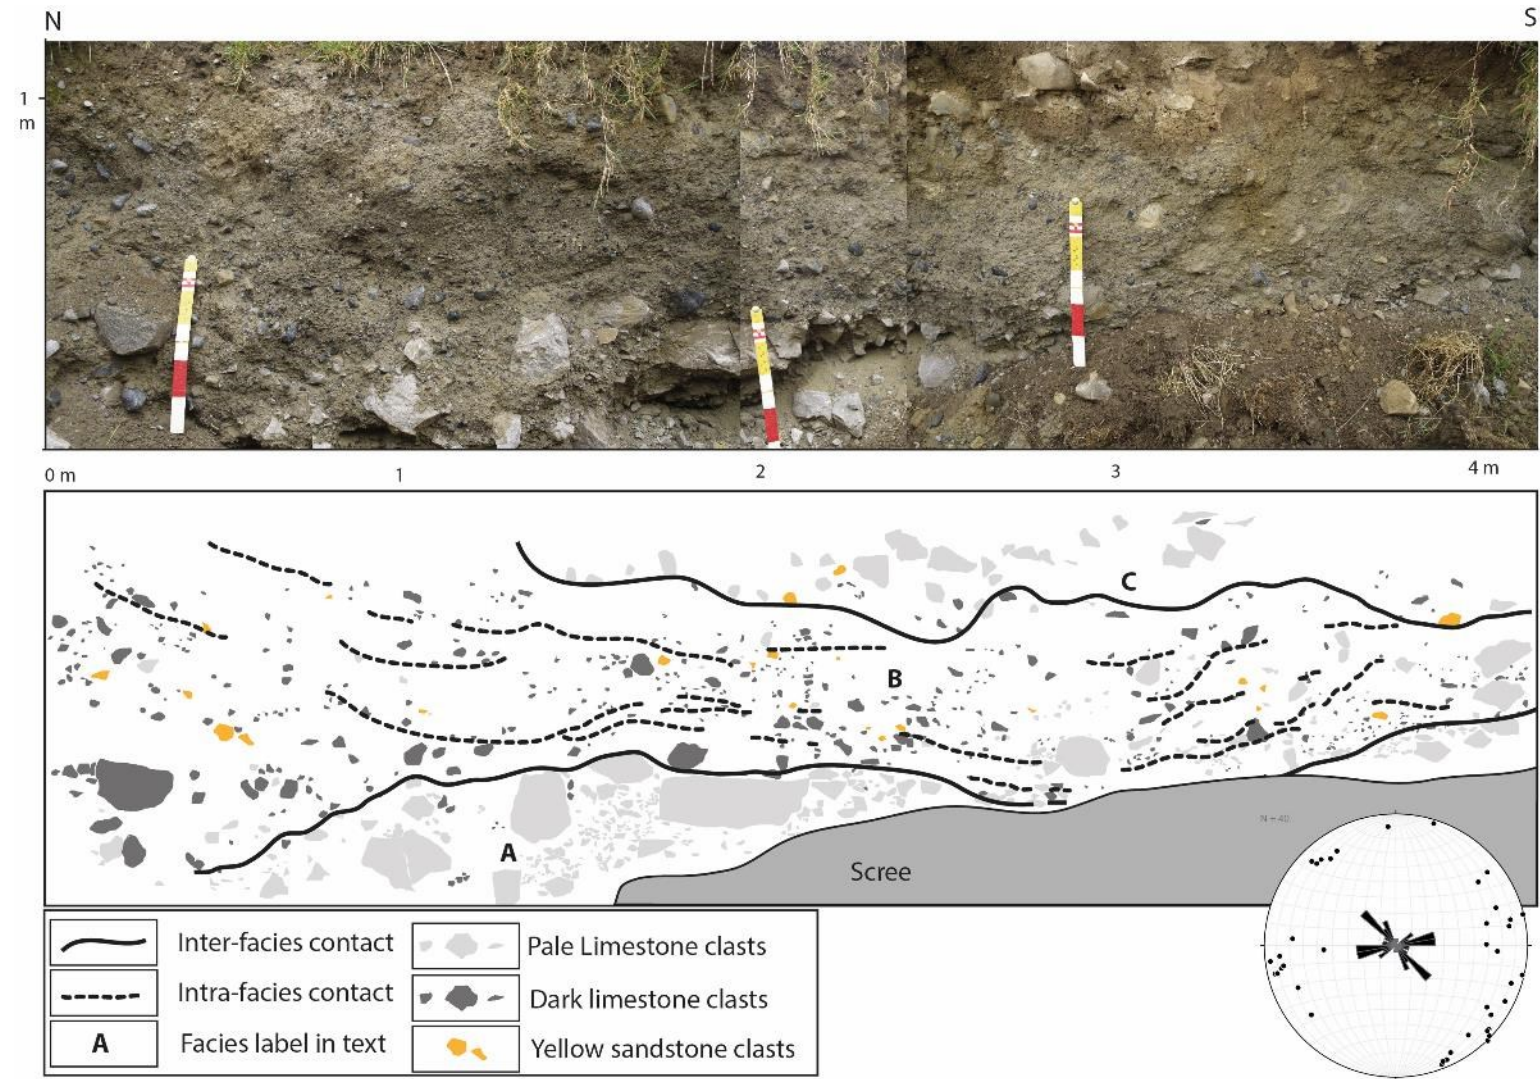 N
S
1
m
0 m
1
2
3
4 m
C
B
A
Scree
N = 40
Inter-facies contact
Pale Limestone clasts
Intra-facies contact
Dark limestone clasts
A
Facies label in text
Yellow sandstone clasts